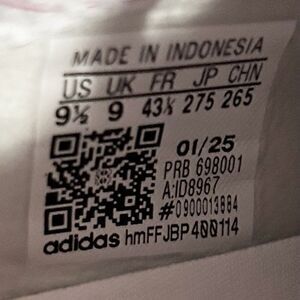 MADE IN INDONESIA
US UK FR JP CHN
9½ 9 43⅓ 275 265
01/25
PRB 698001
A:ID8967
#0900013884
adidas hmFFJBP400114